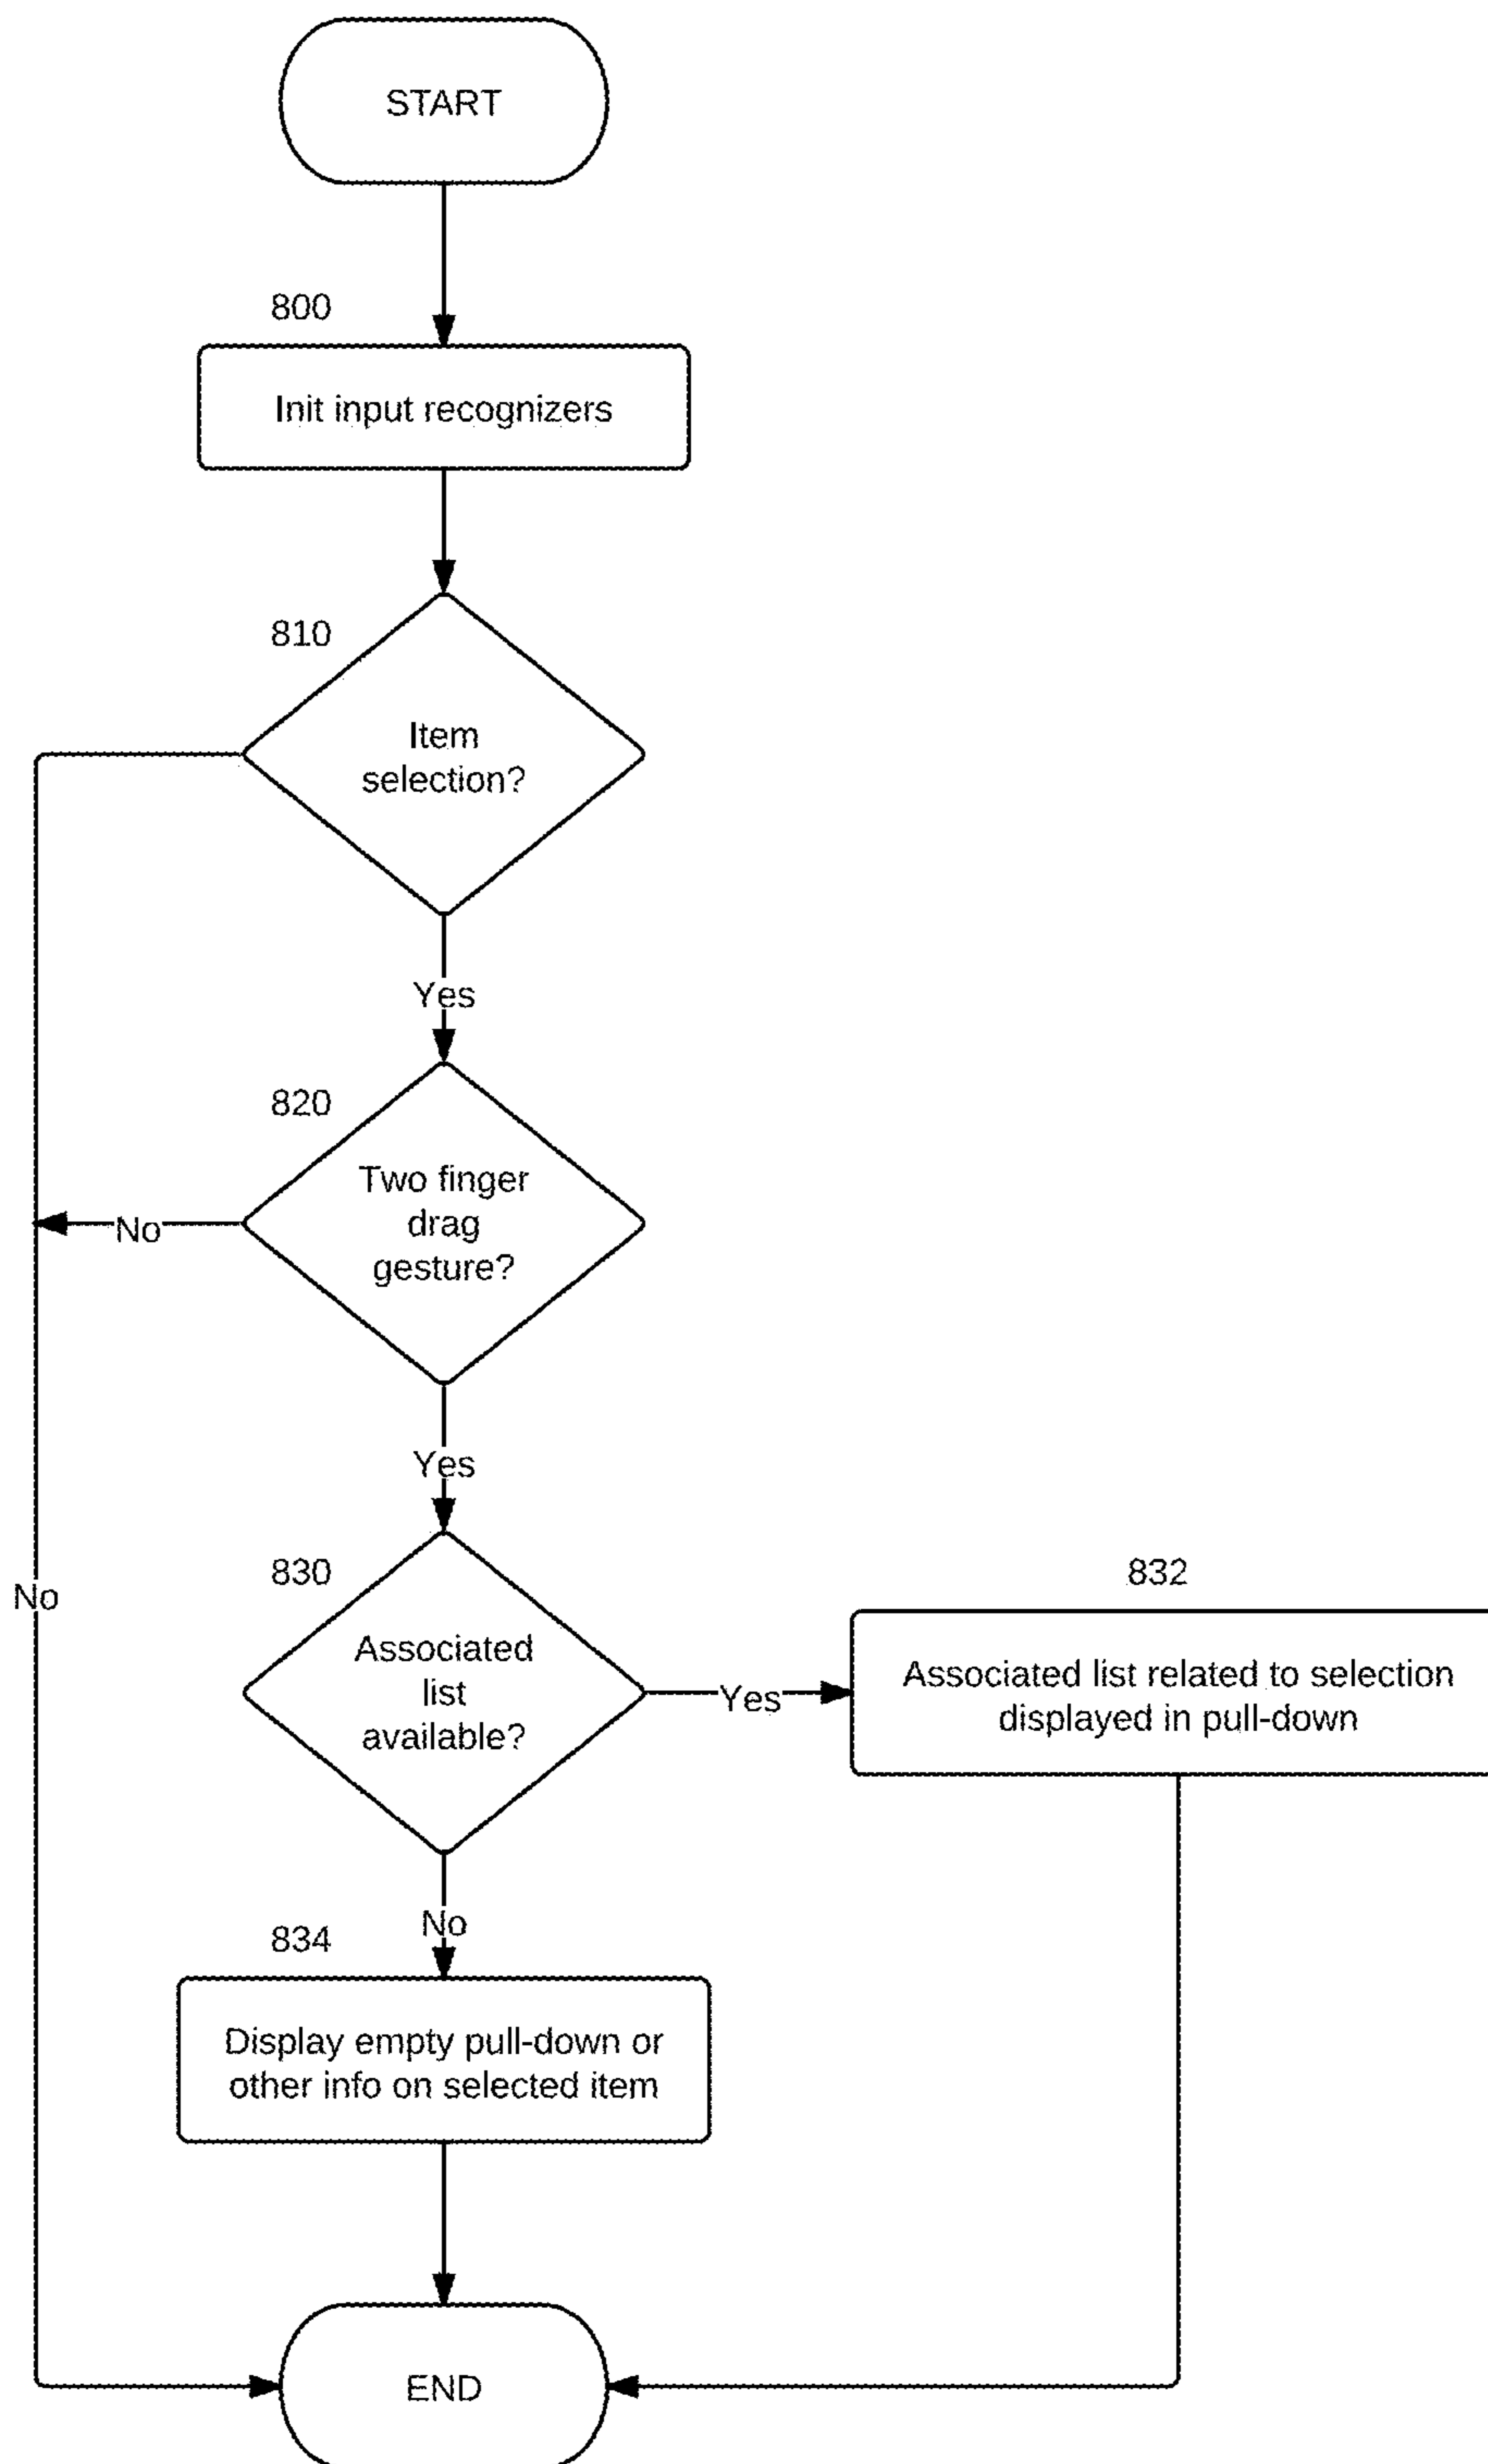 START
800
Init input recognizers
810
Item
selection?
Yes
820
Two finger
drag
gesture?
No
Yes
830
Associated
list
available?
No
Yes
832
Associated list related to selection
displayed in pull-down
No
834
Display empty pull-down or
other info on selected item
END